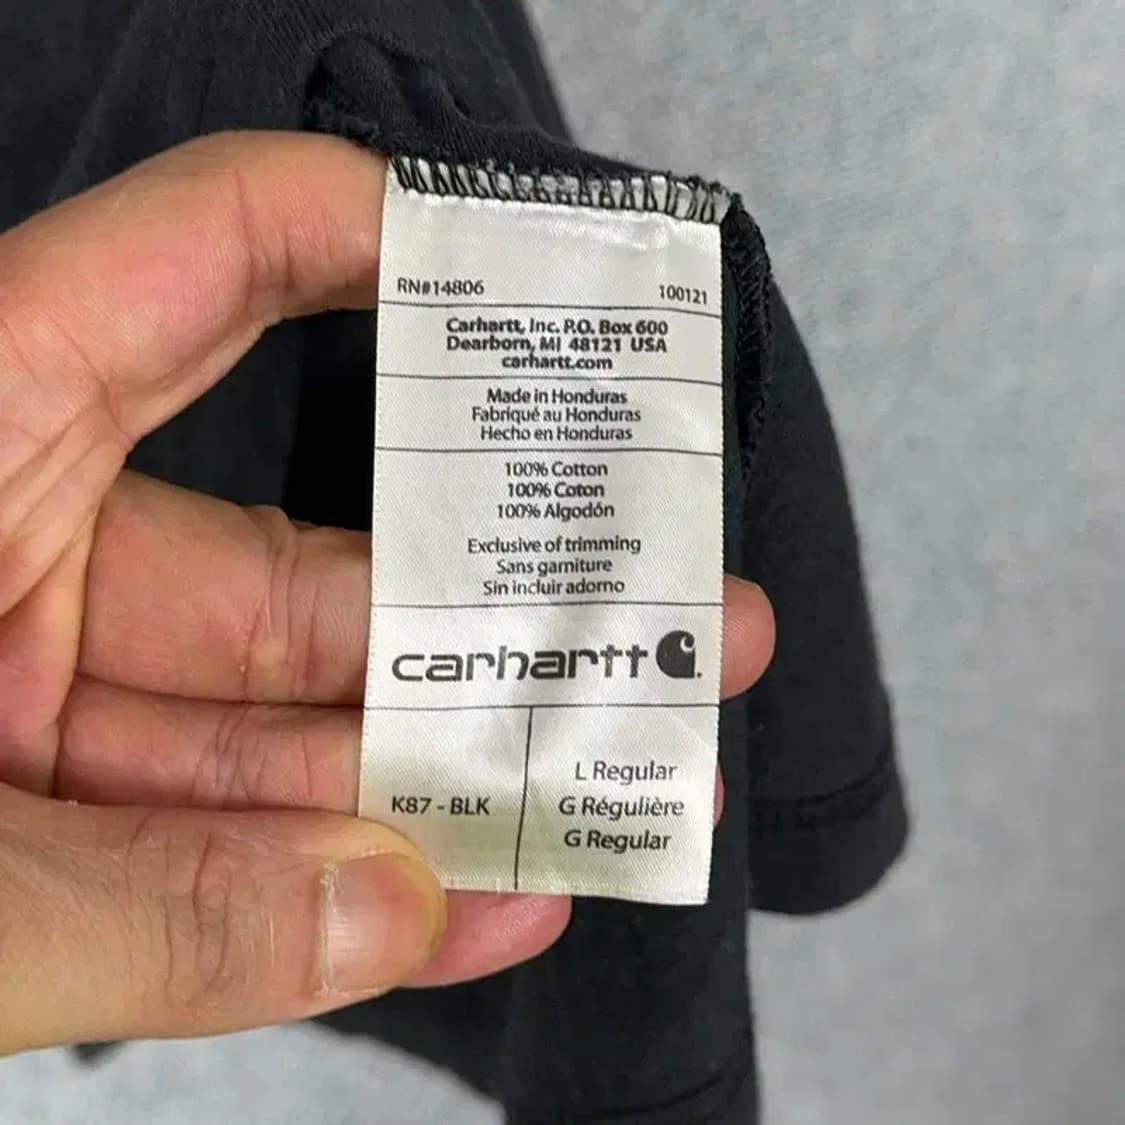 RN#14806 100121
Carhartt, Inc. P.O. Box 600
Dearborn, MI 48121 USA
carhartt.com
Made in Honduras
Fabriqué au Honduras
Hecho en Honduras
100% Cotton
100% Coton
100% Algodón
Exclusive of trimming
Sans garniture
Sin incluir adorno
carhartt
K87 - BLK
L Regular
G Régulière
G Regular